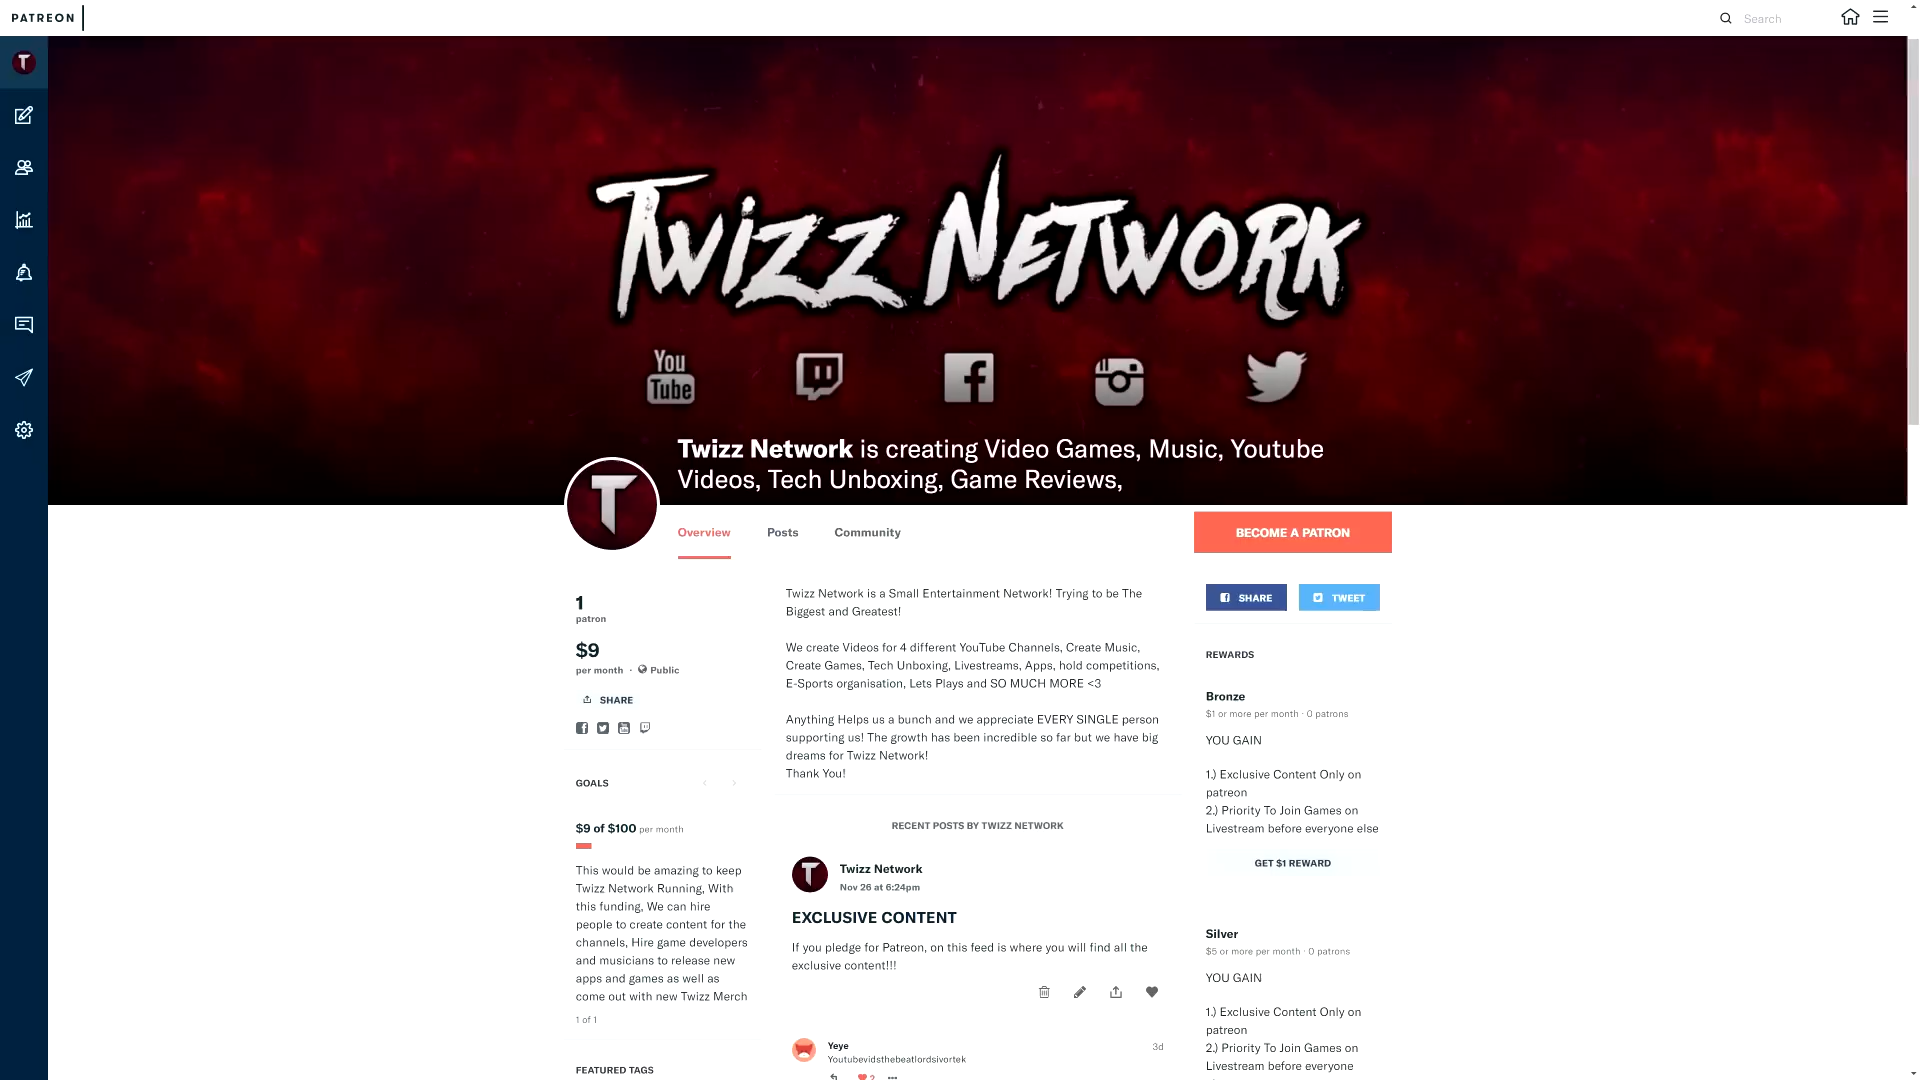 PATREON
Search
TWIZZ NETWORK
You
Tube
Twizz Network is creating Video Games, Music, Youtube
Videos, Tech Unboxing, Game Reviews,
T
Overview
Posts
Community
BECOME A PATRON
1
patron
$9
per month · Public
SHARE
GOALS
$9 of $100 per month
This would be amazing to keep
Twizz Network Running, With
this funding, We can hire
people to create content for the
channels, Hire game developers
and musicians to release new
apps and games as well as
come out with new Twizz Merch
1 of 1
FEATURED TAGS
Twizz Network is a Small Entertainment Network! Trying to be The
Biggest and Greatest!
We create Videos for 4 different YouTube Channels, Create Music,
Create Games, Tech Unboxing, Livestreams, Apps, hold competitions,
E-Sports organisation, Lets Plays and SO MUCH MORE <3
Anything Helps us a bunch and we appreciate EVERY SINGLE person
supporting us! The growth has been incredible so far but we have big
dreams for Twizz Network!
Thank You!
RECENT POSTS BY TWIZZ NETWORK
T
Twizz Network
Nov 26 at 6:24pm
EXCLUSIVE CONTENT
If you pledge for Patreon, on this feed is where you will find all the
exclusive content!!!
Yeye
3d
Youtubevidsthebeatlordsivortek
2
SHARE
TWEET
REWARDS
Bronze
$1 or more per month · 0 patrons
YOU GAIN
1.) Exclusive Content Only on
patreon
2.) Priority To Join Games on
Livestream before everyone else
GET $1 REWARD
Silver
$5 or more per month · 0 patrons
YOU GAIN
1.) Exclusive Content Only on
patreon
2.) Priority To Join Games on
Livestream before everyone